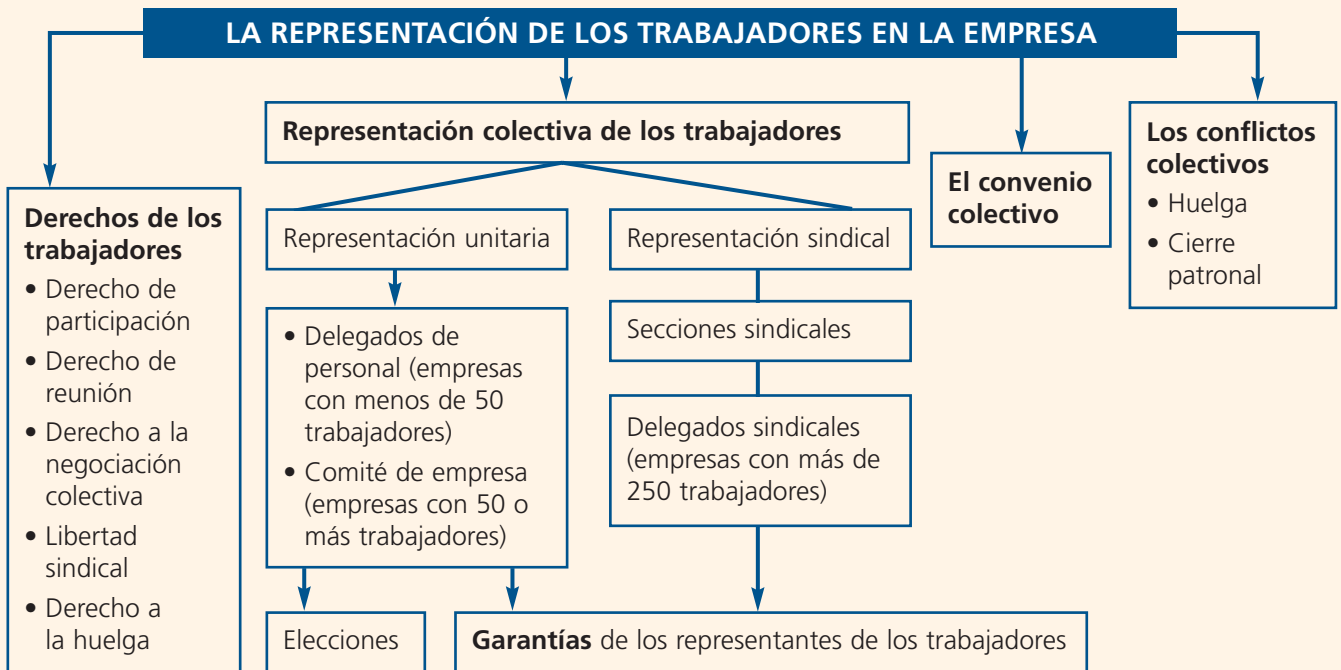 LA REPRESENTACIÓN DE LOS TRABAJADORES EN LA EMPRESA
Derechos de los
trabajadores
• Derecho de
participación
• Derecho de
reunión
• Derecho a la
negociación
colectiva
• Libertad
sindical
• Derecho a
la huelga
Representación colectiva de los trabajadores
Representación unitaria
• Delegados de
personal (empresas
con menos de 50
trabajadores)
• Comité de empresa
(empresas con 50 o
más trabajadores)
Elecciones
Representación sindical
Secciones sindicales
Delegados sindicales
(empresas con más de
250 trabajadores)
Garantías de los representantes de los trabajadores
El convenio
colectivo
Los conflictos
colectivos
• Huelga
• Cierre
patronal